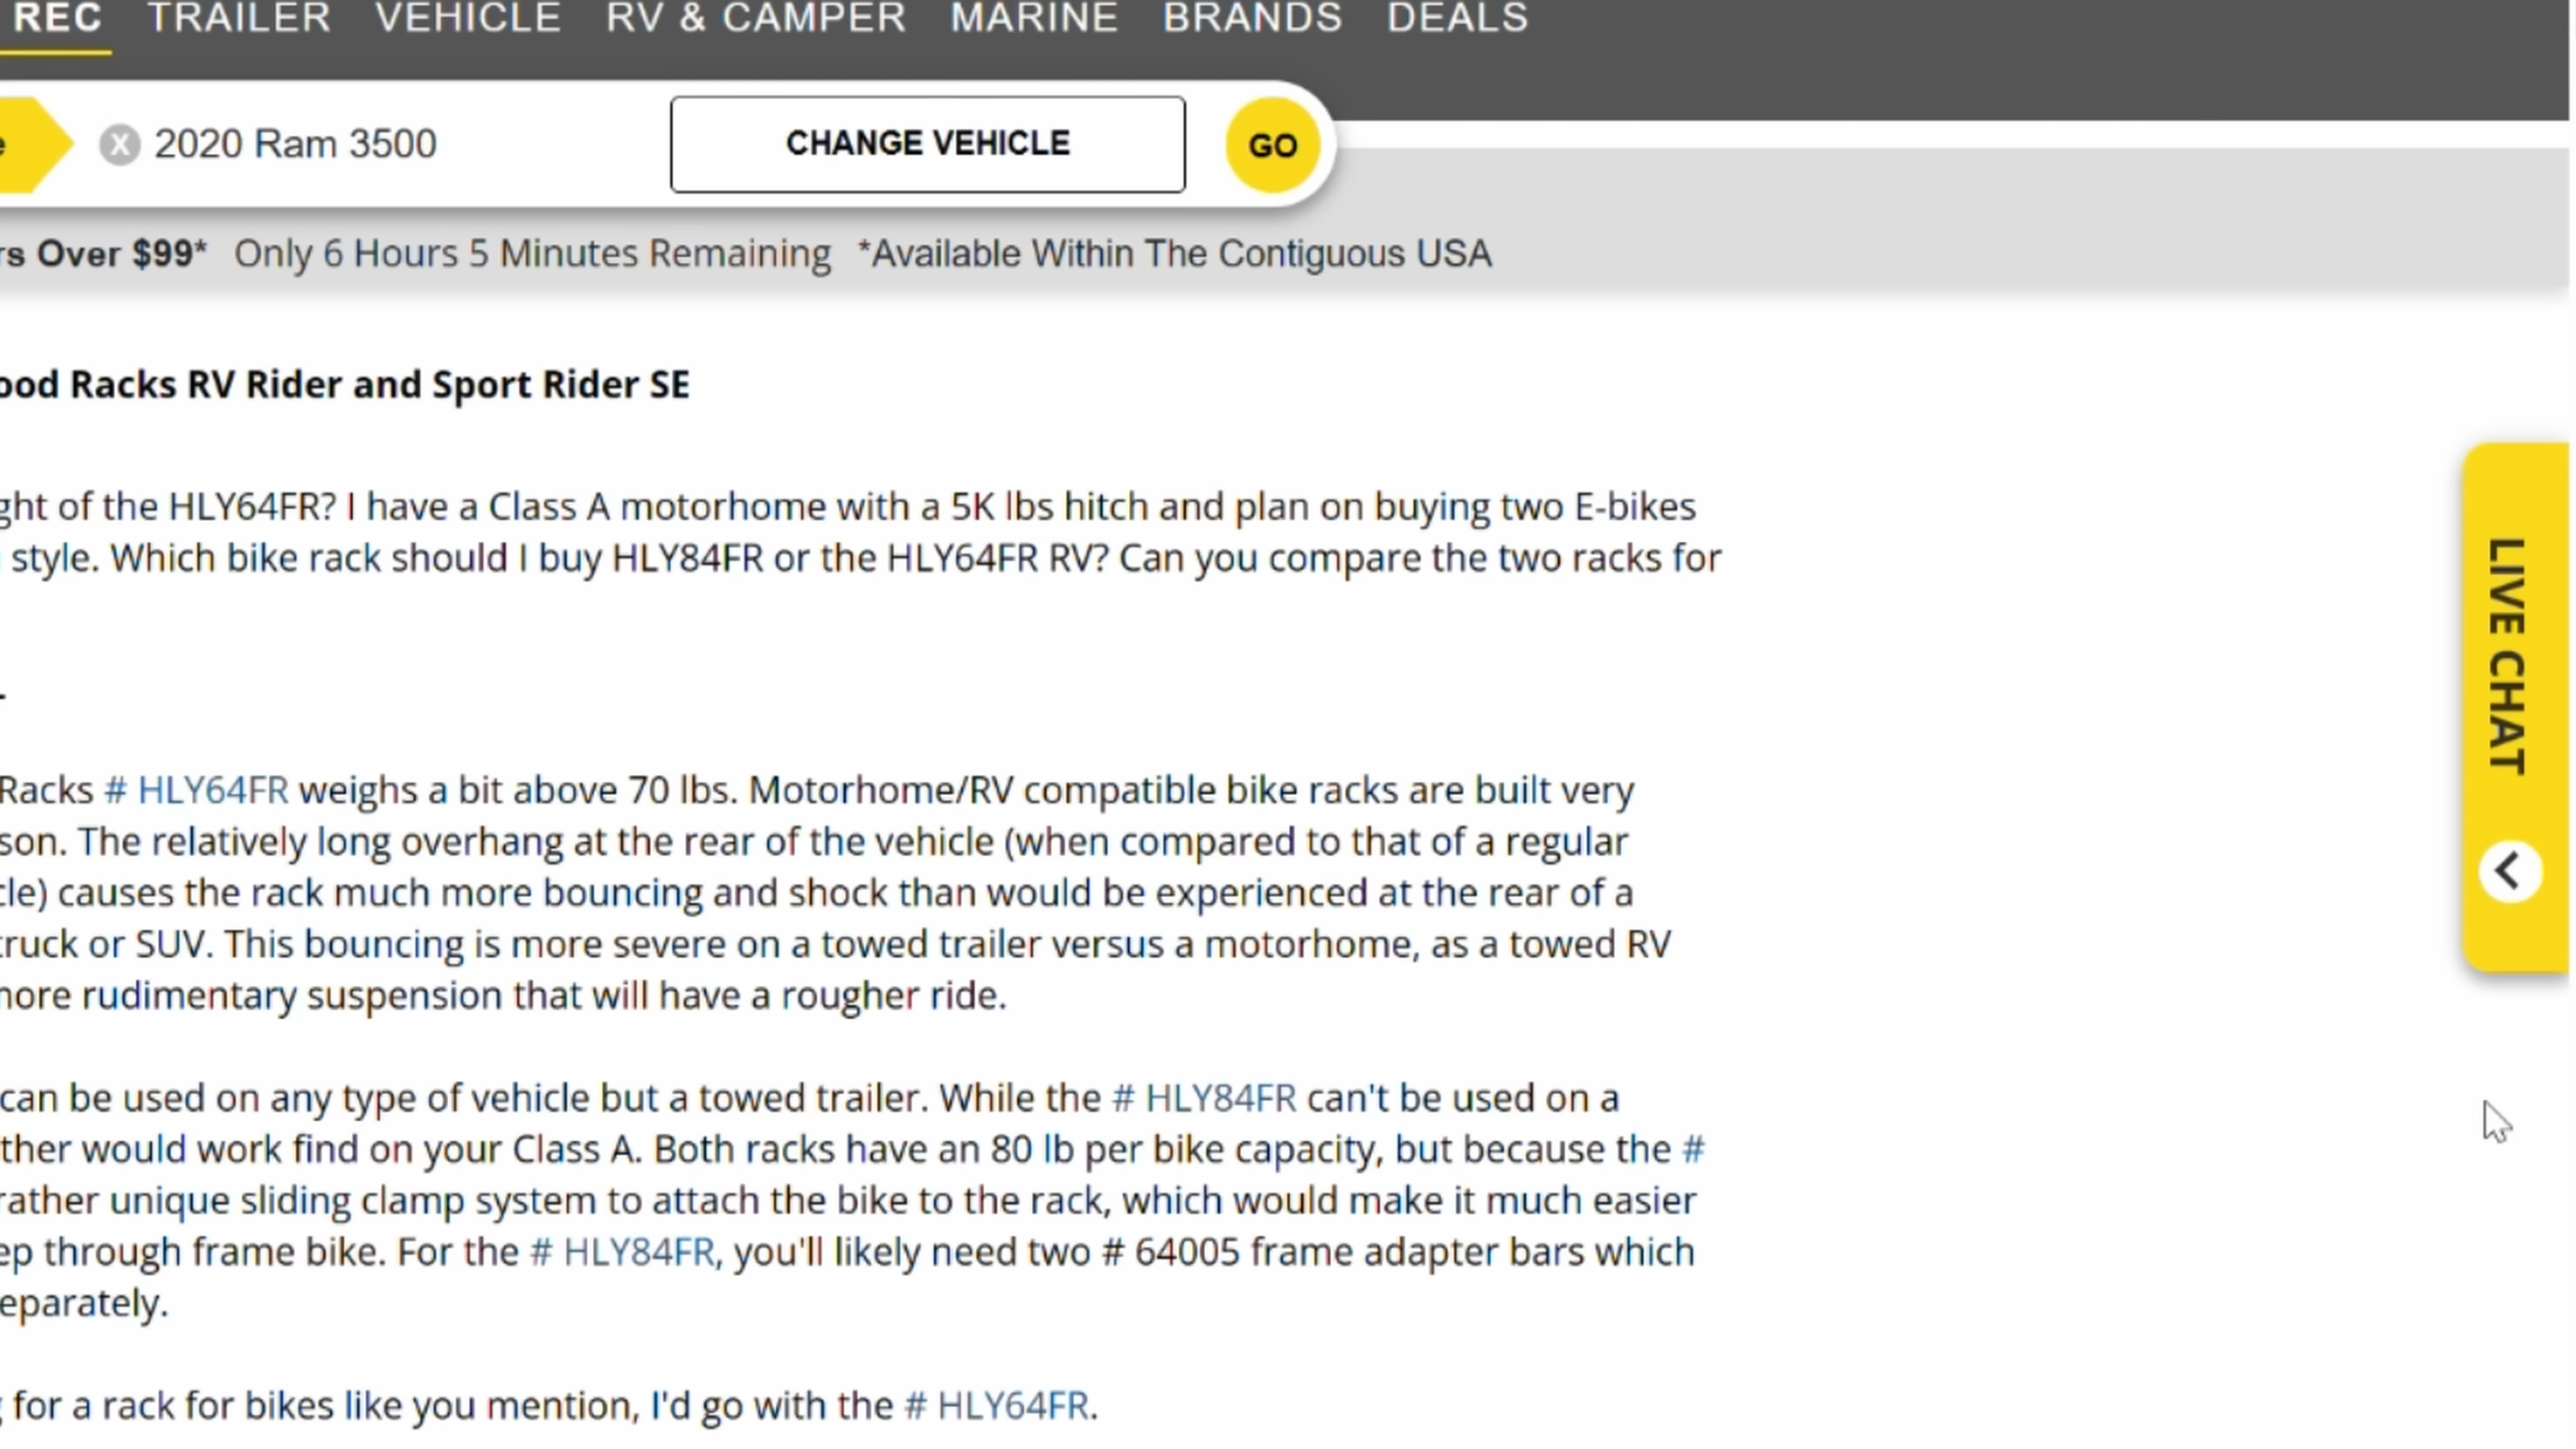 REC TRAILER VEHICLE RV & CAMPER MARINE BRANDS DEALS
X 2020 Ram 3500 CHANGE VEHICLE GO
rs Over $99* Only 6 Hours 5 Minutes Remaining *Available Within The Contiguous USA
ood Racks RV Rider and Sport Rider SE
ght of the HLY64FR? I have a Class A motorhome with a 5K lbs hitch and plan on buying two E-bikes
style. Which bike rack should I buy HLY84FR or the HLY64FR RV? Can you compare the two racks for
LIVE CHAT
Racks # HLY64FR weighs a bit above 70 lbs. Motorhome/RV compatible bike racks are built very
son. The relatively long overhang at the rear of the vehicle (when compared to that of a regular
cle) causes the rack much more bouncing and shock than would be experienced at the rear of a
truck or SUV. This bouncing is more severe on a towed trailer versus a motorhome, as a towed RV
more rudimentary suspension that will have a rougher ride.
can be used on any type of vehicle but a towed trailer. While the # HLY84FR can't be used on a
ther would work find on your Class A. Both racks have an 80 lb per bike capacity, but because the #
rather unique sliding clamp system to attach the bike to the rack, which would make it much easier
ep through frame bike. For the # HLY84FR, you'll likely need two # 64005 frame adapter bars which
eparately.
for a rack for bikes like you mention, I'd go with the # HLY64FR.